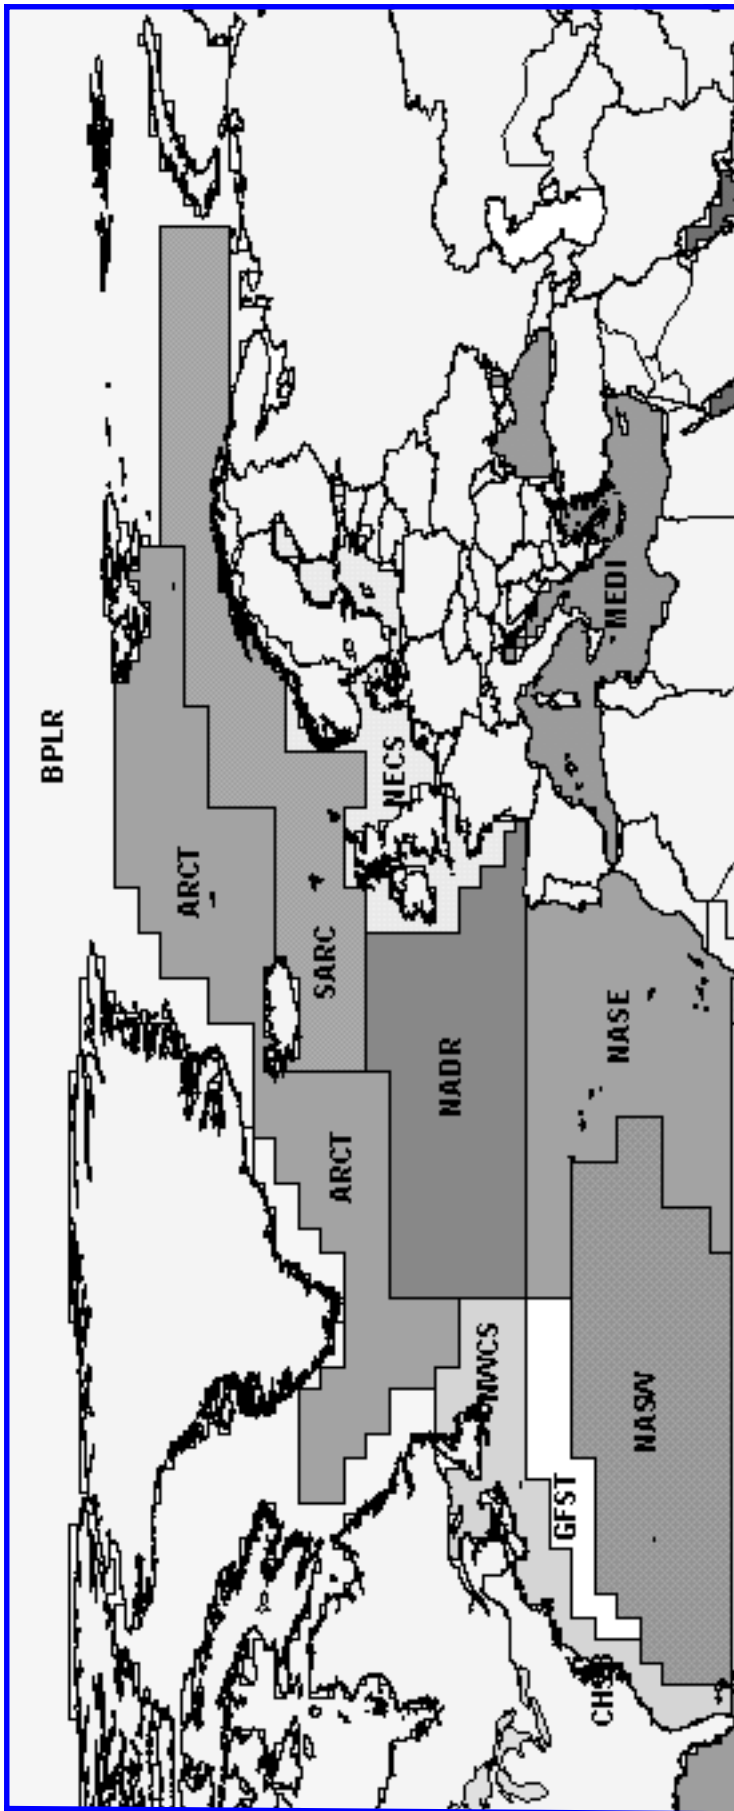 BPLR
ARCT
SARC
ARCT
NECS
NADR
NWCS
GFST
CHSB
MEDI
NASE
NASW